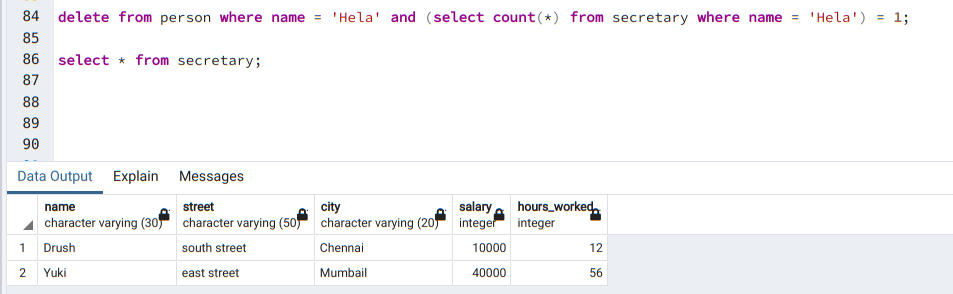 84 delete from person where name = 'Hela' and (select count(*) from secretary where name = 'Hela') = 1;
85
86 select * from secretary;
87
88
89
90
Data Output Explain Messages
name street city salary hours_worked
character varying (30) character varying (50) character varying (20) integer integer
1 Drush south street Chennai 10000 12
2 Yuki east street Mumbail 40000 56